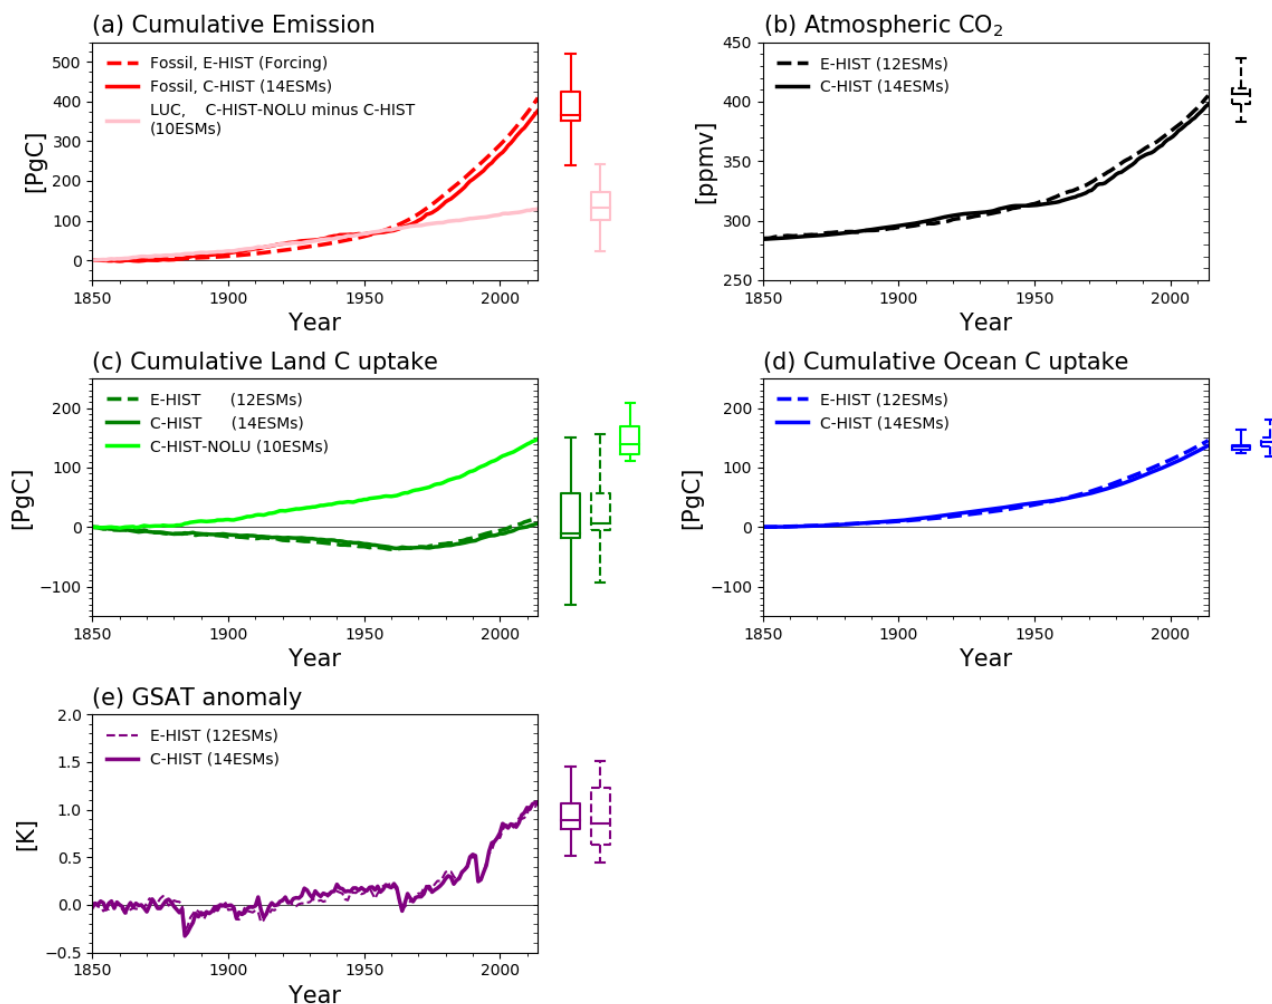 (a) Cumulative Emission
500
400
300
200
100
0
[PgC]
Fossil, E-HIST (Forcing)
Fossil, C-HIST (14ESMs)
LUC, C-HIST-NOLU minus C-HIST
(10ESMs)
1850 1900 1950 2000
Year
(b) Atmospheric CO₂
450
400
350
300
250
[ppmv]
E-HIST (12ESMs)
C-HIST (14ESMs)
1850 1900 1950 2000
Year
(c) Cumulative Land C uptake
200
100
0
−100
[PgC]
E-HIST (12ESMs)
C-HIST (14ESMs)
C-HIST-NOLU (10ESMs)
1850 1900 1950 2000
Year
(d) Cumulative Ocean C uptake
200
100
0
−100
[PgC]
E-HIST (12ESMs)
C-HIST (14ESMs)
1850 1900 1950 2000
Year
(e) GSAT anomaly
2.0
1.5
1.0
0.5
0.0
−0.5
[K]
E-HIST (12ESMs)
C-HIST (14ESMs)
1850 1900 1950 2000
Year